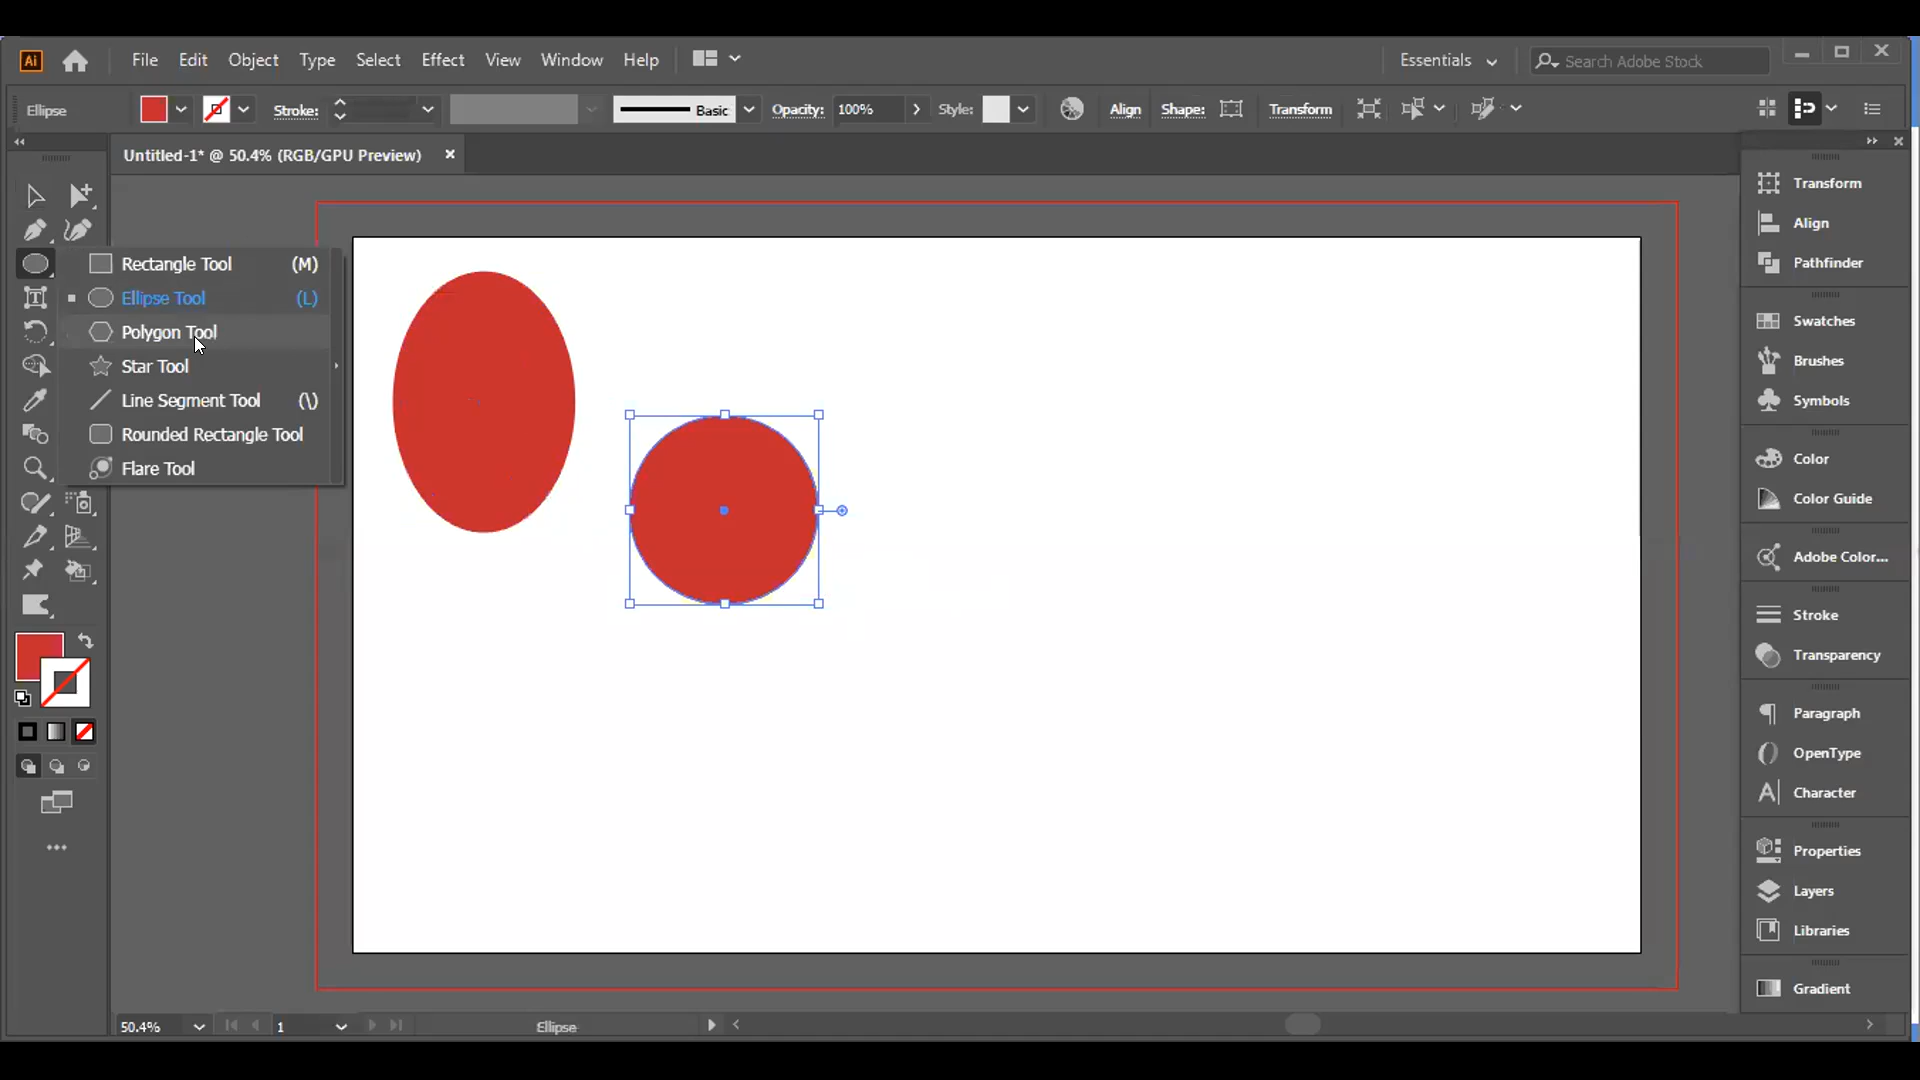 Ai File Edit Object Type Select Effect View Window Help Essentials Search Adobe Stock
Ellipse Stroke: Basic Opacity: 100% Style: Align Shape: Transform
Untitled-1* @ 50.4% (RGB/GPU Preview)
Rectangle Tool (M)
Ellipse Tool (L)
Polygon Tool
Star Tool
Line Segment Tool (\)
Rounded Rectangle Tool
Flare Tool
Transform
Align
Pathfinder
Swatches
Brushes
Symbols
Color
Color Guide
Adobe Color...
Stroke
Transparency
Paragraph
OpenType
Character
Properties
Layers
Libraries
Gradient
50.4% 1 Ellipse